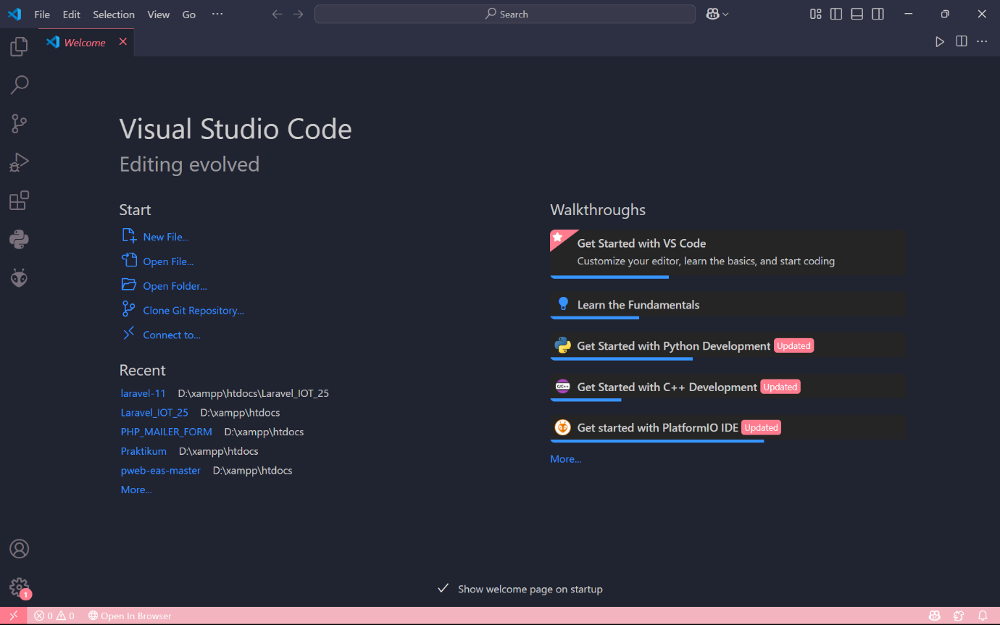 File Edit Selection View Go ... Search
Welcome
Visual Studio Code
Editing evolved
Start
New File...
Open File...
Open Folder...
Clone Git Repository...
Connect to...
Recent
laravel-11 D:\xampp\htdocs\Laravel_IOT_25
Laravel_IOT_25 D:\xampp\htdocs
PHP_MAILER_FORM D:\xampp\htdocs
Praktikum D:\xampp\htdocs
pweb-eas-master D:\xampp\htdocs
More...
Walkthroughs
Get Started with VS Code
Customize your editor, learn the basics, and start coding
Learn the Fundamentals
Get Started with Python Development Updated
C/C++ Get Started with C++ Development Updated
Get started with PlatformIO IDE Updated
More...
Show welcome page on startup
1
0 0 Open In Browser